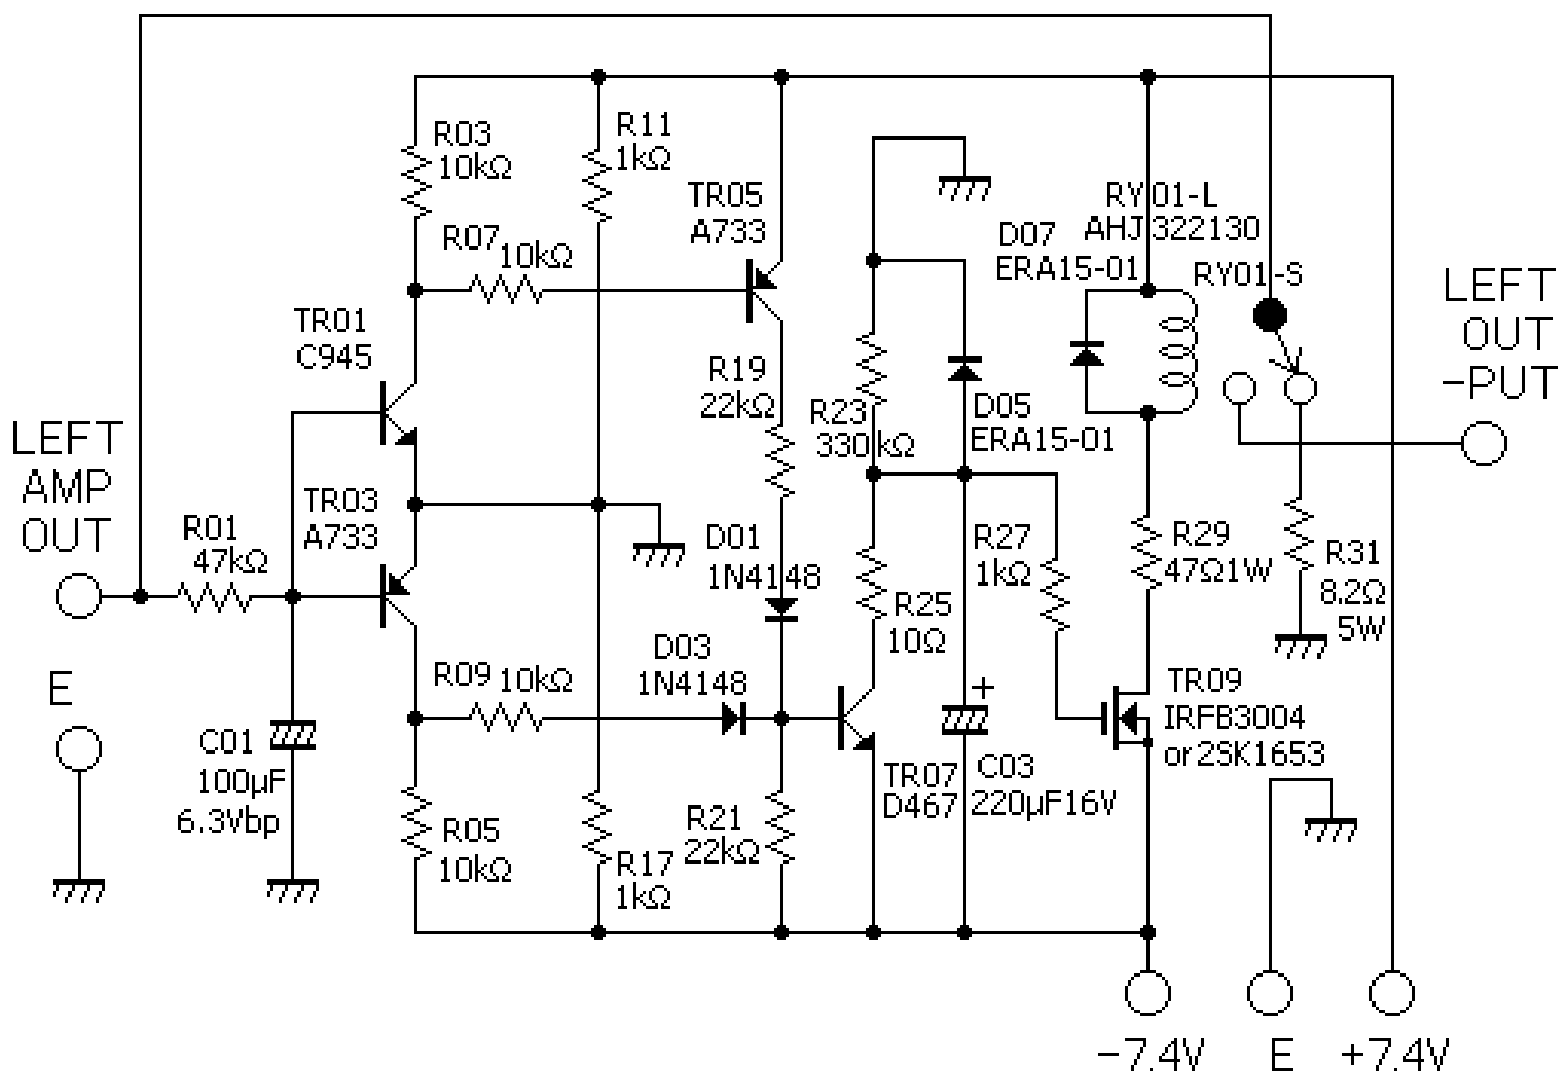 R03
10kΩ
R11
1kΩ
TR05
A733
RY01-L
AHJ322130
R07 10kΩ
D07
ERA15-01
RY01-S
LEFT
OUT
-PUT
TR01
C945
R19
22kΩ
R23
330kΩ
D05
ERA15-01
LEFT
AMP
OUT
TR03
A733
R01
47kΩ
D01
1N4148
R27
1kΩ
R29
47Ω1W
R31
8.2Ω
5W
R25
10Ω
E
R09 10kΩ
D03
1N4148
+
TR09
IRFB3004
or 2SK1653
C01
100μF
6.3Vbp
TR07
D467
C03
220μF16V
R05
10kΩ
R17
1kΩ
R21
22kΩ
-7.4V
E
+7.4V